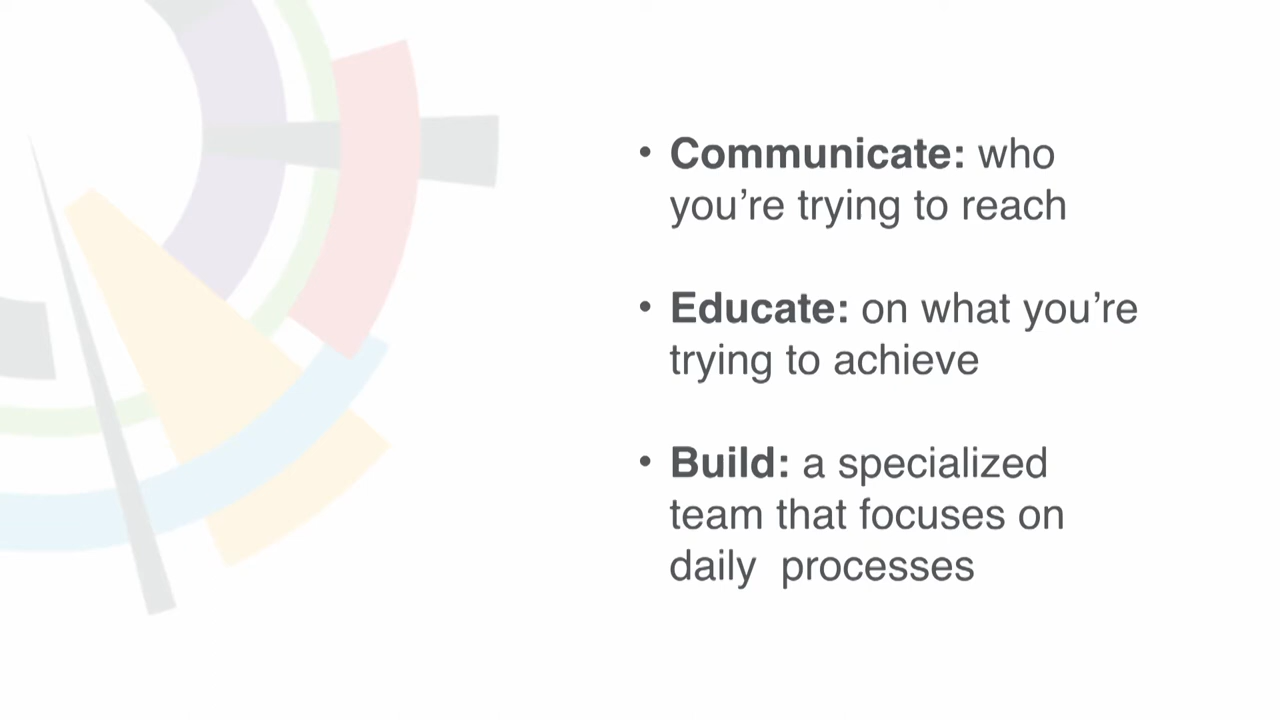 • Communicate: who
you’re trying to reach
• Educate: on what you’re
trying to achieve
• Build: a specialized
team that focuses on
daily  processes